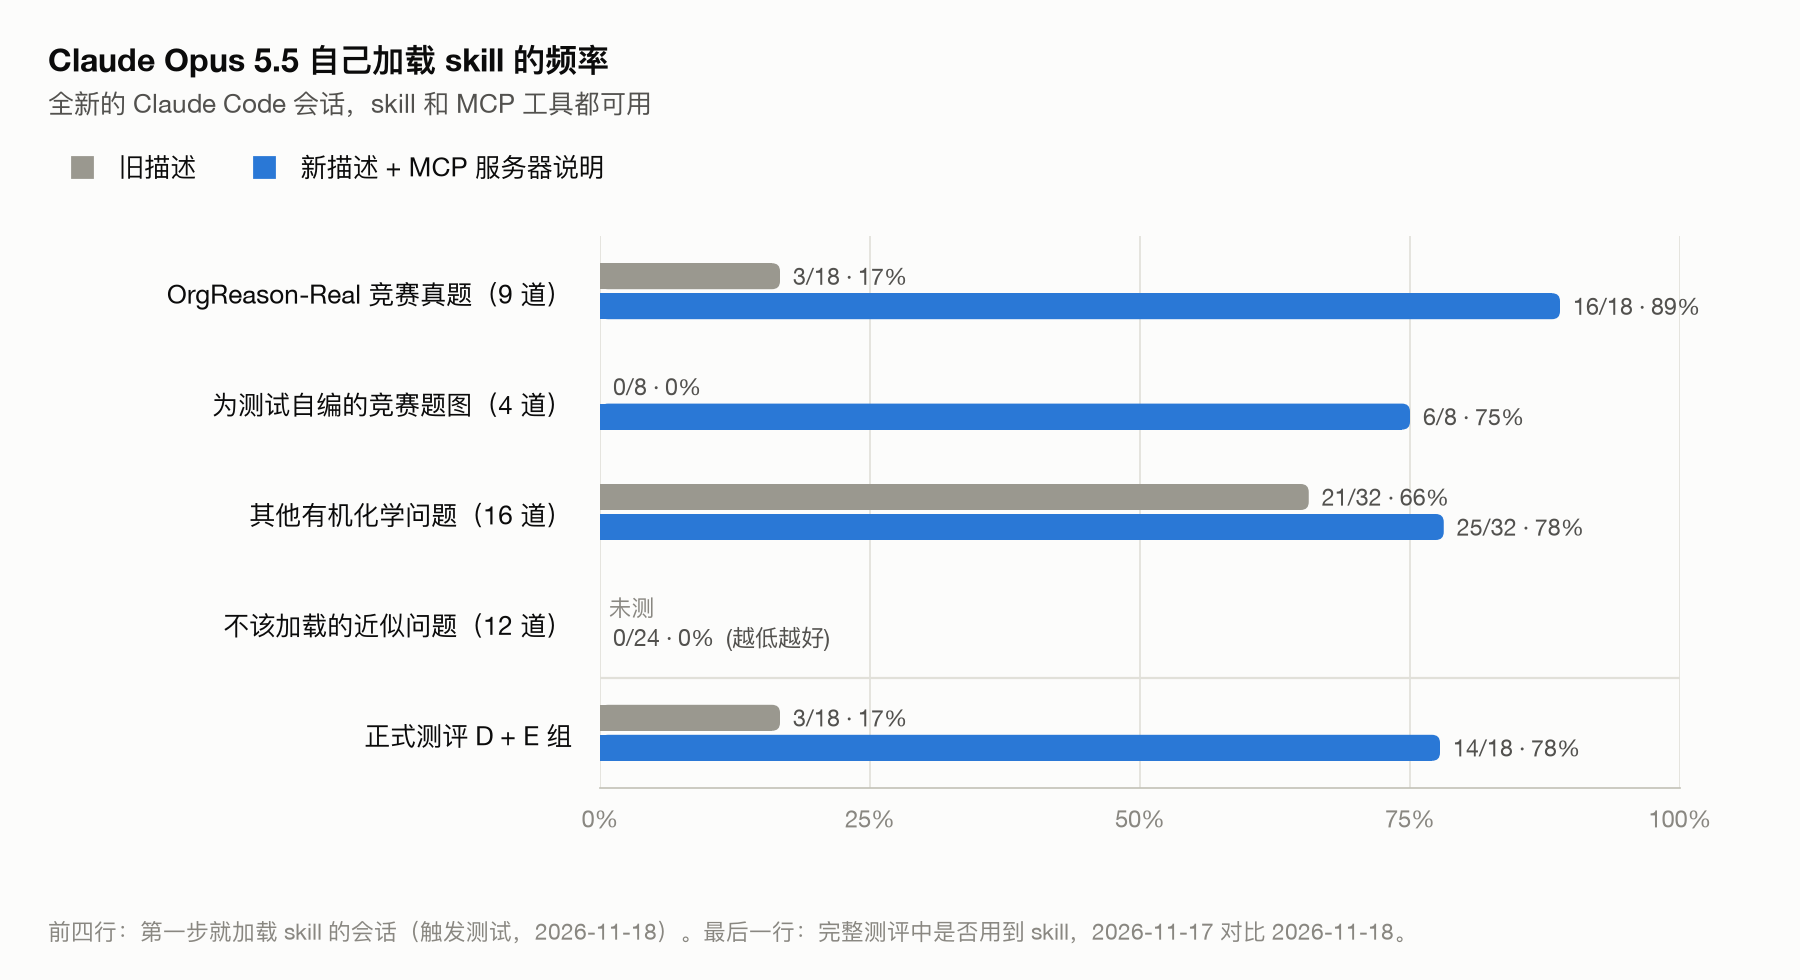 Claude Opus 5.5 自己加载 skill 的频率
全新的 Claude Code 会话，skill 和 MCP 工具都可用
旧描述
新描述 + MCP 服务器说明
OrgReason-Real 竞赛真题（9 道）
3/18 · 17%
16/18 · 89%
为测试自编的竞赛题图（4 道）
0/8 · 0%
6/8 · 75%
其他有机化学问题（16 道）
21/32 · 66%
25/32 · 78%
不该加载的近似问题（12 道）
未测
0/24 · 0%（越低越好）
正式测评 D + E 组
3/18 · 17%
14/18 · 78%
0%
25%
50%
75%
100%
前四行：第一步就加载 skill 的会话（触发测试，2026-11-18）。最后一行：完整测评中是否用到 skill，2026-11-17 对比 2026-11-18。